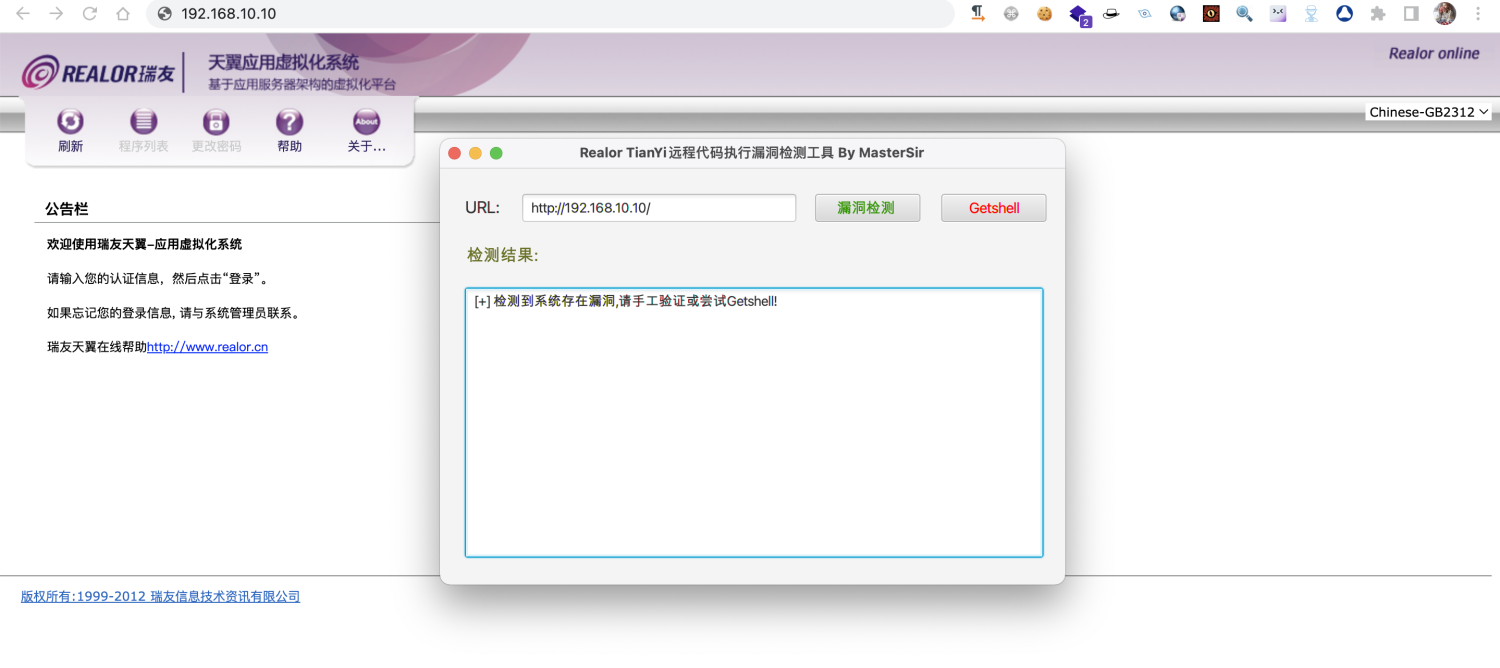 192.168.10.10
2
REALOR瑞友
天翼应用虚拟化系统
基于应用服务器架构的虚拟化平台
Realor online
Chinese-GB2312
刷新
程序列表
更改密码
帮助
About
关于...
公告栏
欢迎使用瑞友天翼-应用虚拟化系统
请输入您的认证信息，然后点击“登录”。
如果忘记您的登录信息, 请与系统管理员联系。
瑞友天翼在线帮助http://www.realor.cn
Realor TianYi远程代码执行漏洞检测工具 By MasterSir
URL:
http://192.168.10.10/
漏洞检测
Getshell
检测结果:
[+] 检测到系统存在漏洞,请手工验证或尝试Getshell!
版权所有:1999-2012 瑞友信息技术资讯有限公司